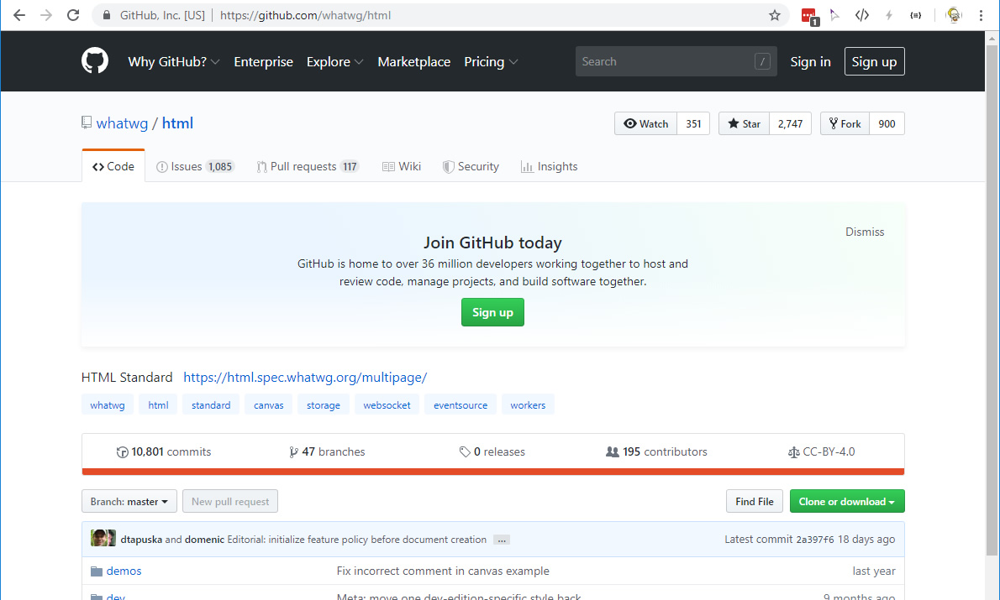 GitHub, Inc. [US] | https://github.com/whatwg/html
1
Why GitHub? Enterprise Explore Marketplace Pricing Search / Sign in Sign up
whatwg / html Watch 351 Star 2,747 Fork 900
Code Issues 1,085 Pull requests 117 Wiki Security Insights
Dismiss
Join GitHub today
GitHub is home to over 36 million developers working together to host and
review code, manage projects, and build software together.
Sign up
HTML Standard https://html.spec.whatwg.org/multipage/
whatwg html standard canvas storage websocket eventsource workers
10,801 commits 47 branches 0 releases 195 contributors CC-BY-4.0
Branch: master New pull request Find File Clone or download
dtapuska and domenic Editorial: initialize feature policy before document creation ... Latest commit 2a397f6 18 days ago
demos Fix incorrect comment in canvas example last year
dev Meta: move one dev-edition-specific style back 9 months ago